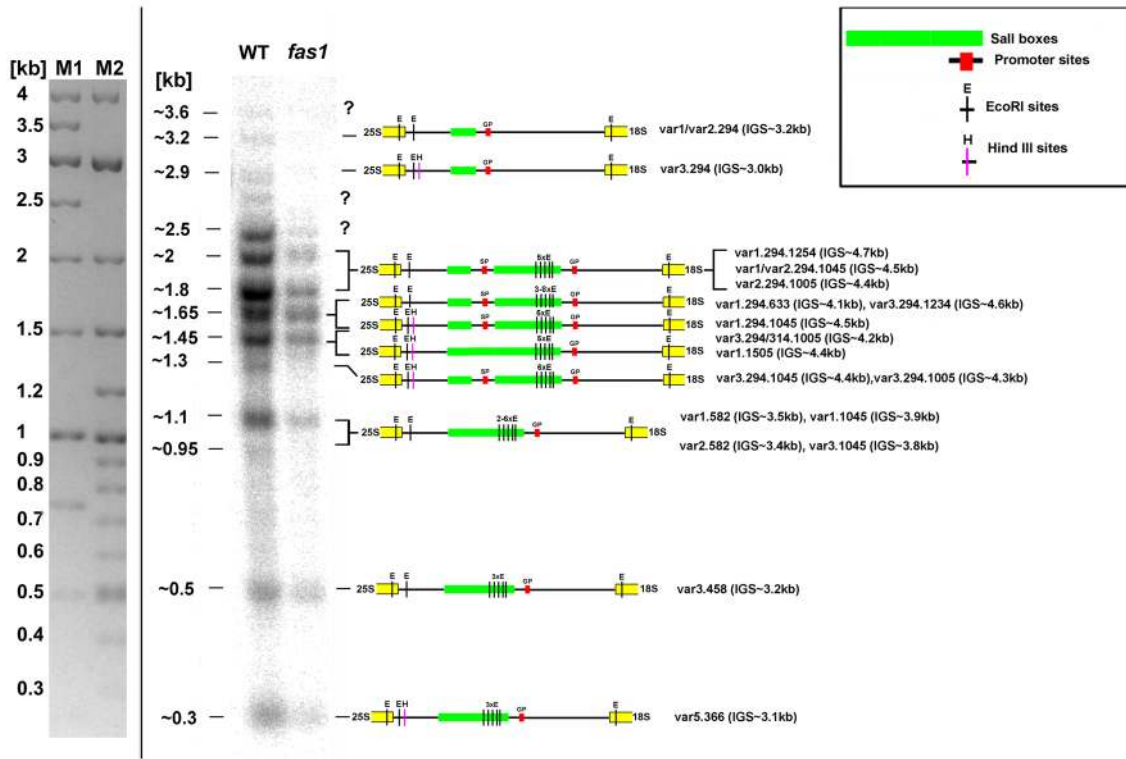 WT fas1
[kb] M1 M2
[kb]
4
3.5
3
2.5
2
1.5
1.2
1
0.9
0.8
0.7
0.6
0.5
0.4
0.3
~3.6
~3.2
~2.9
~2.5
~2
~1.8
~1.65
~1.45
~1.3
~1.1
~0.95
~0.5
~0.3
?
E E GP E
25S 18S var1/var2.294 (IGS~3.2kb)
E EH GP E
25S 18S var3.294 (IGS~3.0kb)
?
?
E E SP 5xE GP E
25S 18S
var1.294.1254 (IGS~4.7kb)
var1/var2.294.1045 (IGS~4.5kb)
var2.294.1005 (IGS~4.4kb)
E E SP 3-8xE GP E
25S 18S var1.294.633 (IGS~4.1kb), var3.294.1234 (IGS~4.6kb)
E EH SP GP E
25S 18S var1.294.1045 (IGS~4.5kb)
var3.294/314.1005 (IGS~4.2kb)
E EH 5xE GP E
25S 18S var1.1505 (IGS~4.4kb)
E EH SP 6xE GP E
25S 18S var3.294.1045 (IGS~4.4kb),var3.294.1005 (IGS~4.3kb)
var1.582 (IGS~3.5kb), var1.1045 (IGS~3.9kb)
E E 2-6xE GP E
25S 18S
var2.582 (IGS~3.4kb), var3.1045 (IGS~3.8kb)
E E 3xE GP E
25S 18S var3.458 (IGS~3.2kb)
E EH 3xE GP E
25S 18S var5.366 (IGS~3.1kb)
SalI boxes
Promoter sites
E
EcoRI sites
H
Hind III sites